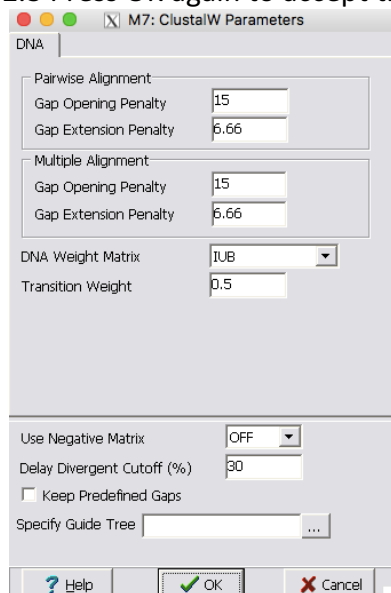 M7: ClustalW Parameters
DNA
Pairwise Alignment
Gap Opening Penalty 15
Gap Extension Penalty 6.66
Multiple Alignment
Gap Opening Penalty 15
Gap Extension Penalty 6.66
DNA Weight Matrix IUB
Transition Weight 0.5
Use Negative Matrix OFF
Delay Divergent Cutoff (%) 30
Keep Predefined Gaps
Specify Guide Tree ...
? Help OK Cancel